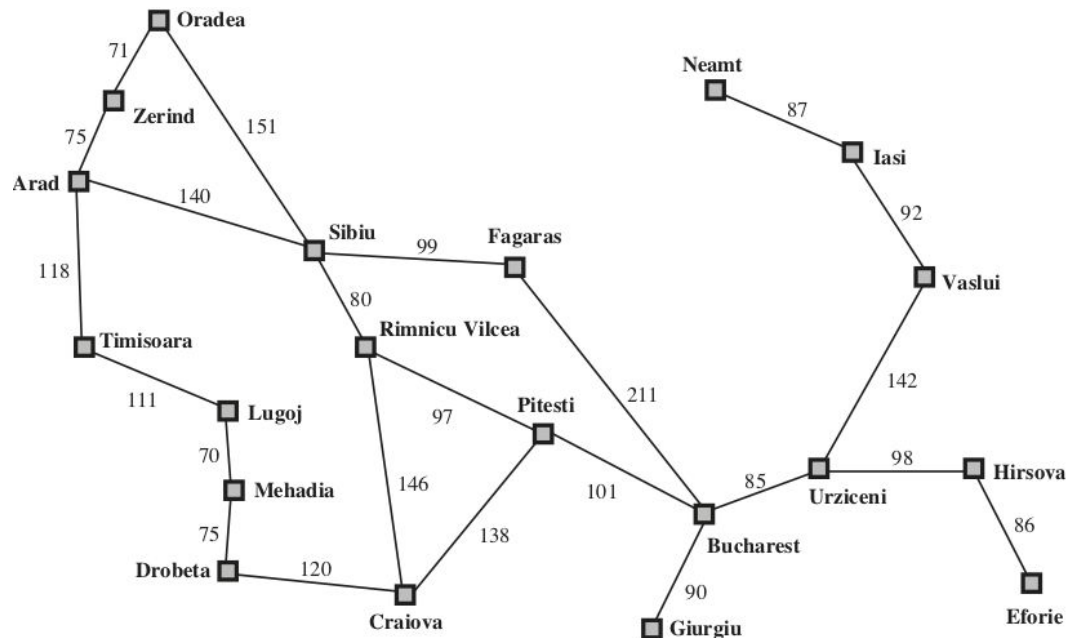 Oradea
71
Neamt
87
Zerind
75
151
Iasi
Arad
140
92
Sibiu
Fagaras
99
118
Vaslui
80
Timisoara
Rimnicu Vilcea
111
Lugoj
97
Pitesti
211
142
70
98
Hirsova
Mehadia
146
101
85
Urziceni
75
138
86
Bucharest
Drobeta
120
90
Eforie
Craiova
Giurgiu